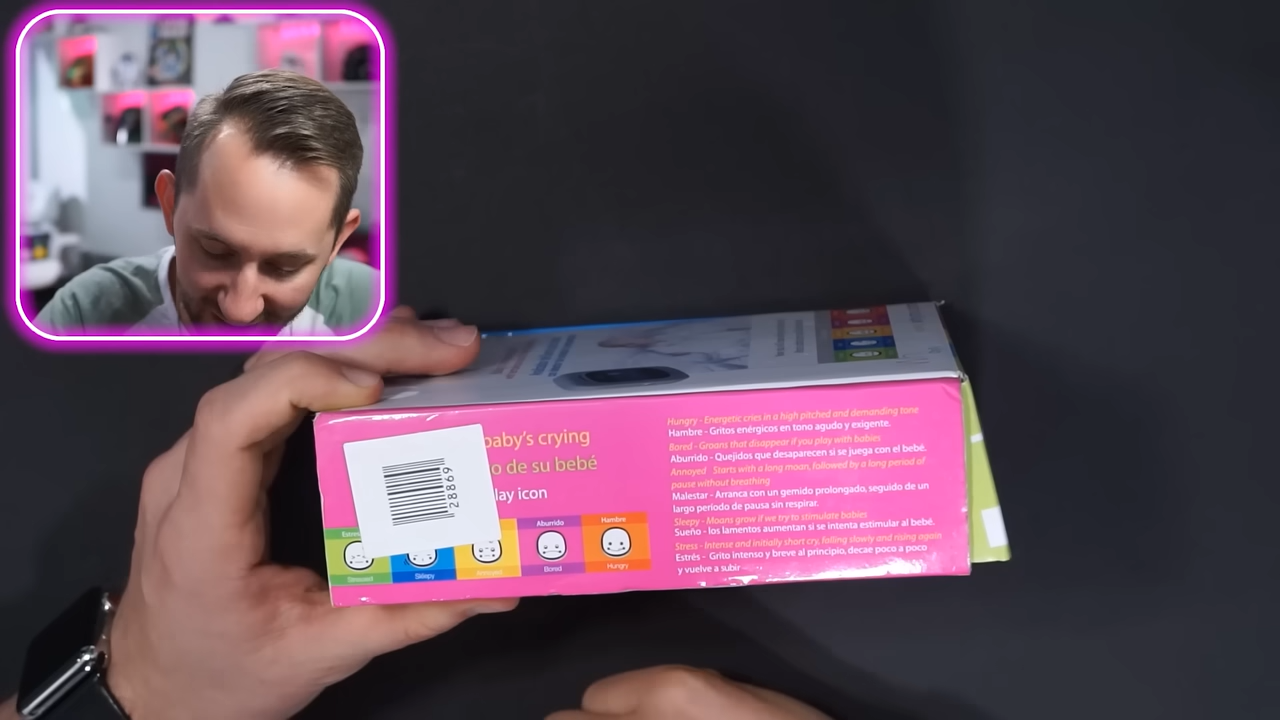 baby's crying
o de su bebé
lay icon
28869
Aburrido
Hambre
Stressed
Sleepy
Annoyed
Bored
Hungry
Hungry - Energetic cries in a high pitched and demanding tone
Hambre - Gritos enérgicos en tono agudo y exigente.
Bored - Groans that disappear if you play with babies
Aburrido - Quejidos que desaparecen si se juega con el bebé.
Annoyed Starts with a long moan, followed by a long period of
pause without breathing
Malestar - Arranca con un gemido prolongado, seguido de un
largo período de pausa sin respirar.
Sleepy - Moans grow if we try to stimulate babies
Sueño - los lamentos aumentan si se intenta estimular al bebé.
Stress - Intense and initially short cry, falling slowly and rising again
Estrés - Grito intenso y breve al principio, decae poco a poco
y vuelve a subir